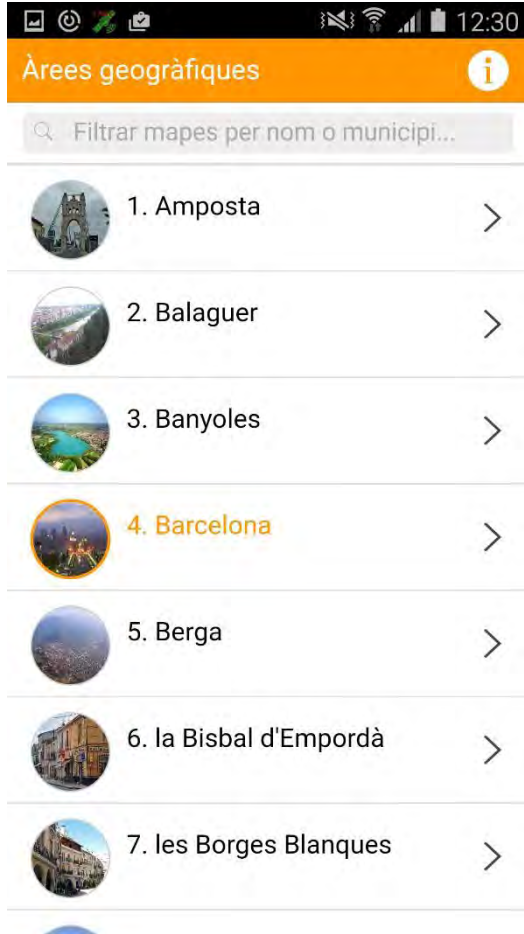 12:30
Àrees geogràfiques
i
Filtrar mapes per nom o municipi...
1. Amposta
2. Balaguer
3. Banyoles
4. Barcelona
5. Berga
6. la Bisbal d'Empordà
7. les Borges Blanques